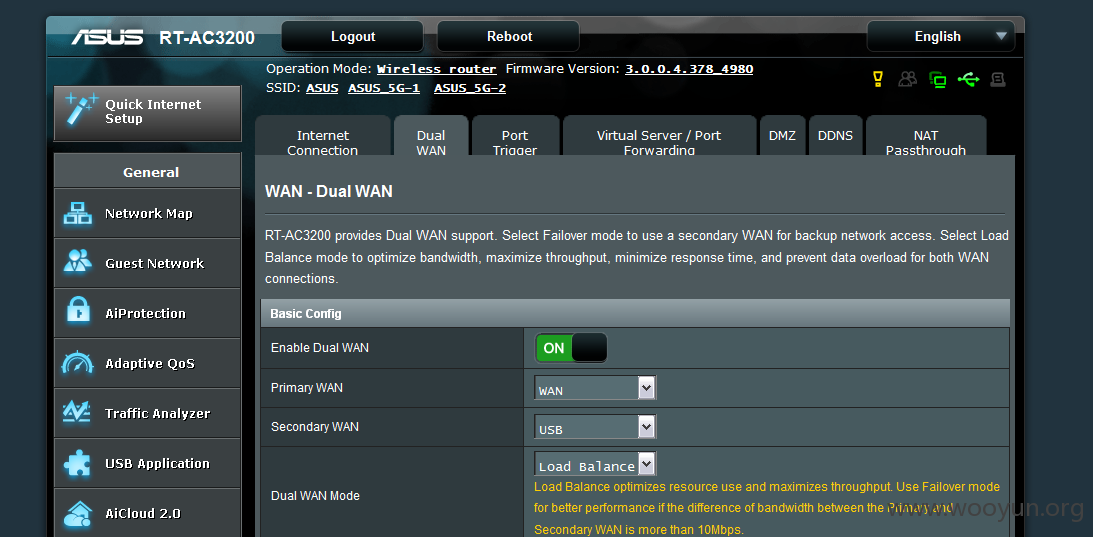 ASUS RT-AC3200 Logout Reboot English
Operation Mode: Wireless router Firmware Version: 3.0.0.4.378_4980
SSID: ASUS ASUS_5G-1 ASUS_5G-2
Quick Internet
Setup
General
Network Map
Guest Network
AiProtection
Adaptive QoS
Traffic Analyzer
USB Application
AiCloud 2.0
Internet
Connection
Dual
WAN
Port
Trigger
Virtual Server / Port
Forwarding
DMZ
DDNS
NAT
Passthrough
WAN - Dual WAN
RT-AC3200 provides Dual WAN support. Select Failover mode to use a secondary WAN for backup network access. Select Load
Balance mode to optimize bandwidth, maximize throughput, minimize response time, and prevent data overload for both WAN
connections.
Basic Config
Enable Dual WAN ON
Primary WAN WAN
Secondary WAN USB
Dual WAN Mode Load Balance
Load Balance optimizes resource use and maximizes throughput. Use Failover mode
for better performance if the difference of bandwidth between the Primary and
Secondary WAN is more than 10Mbps.
www.wooyun.org